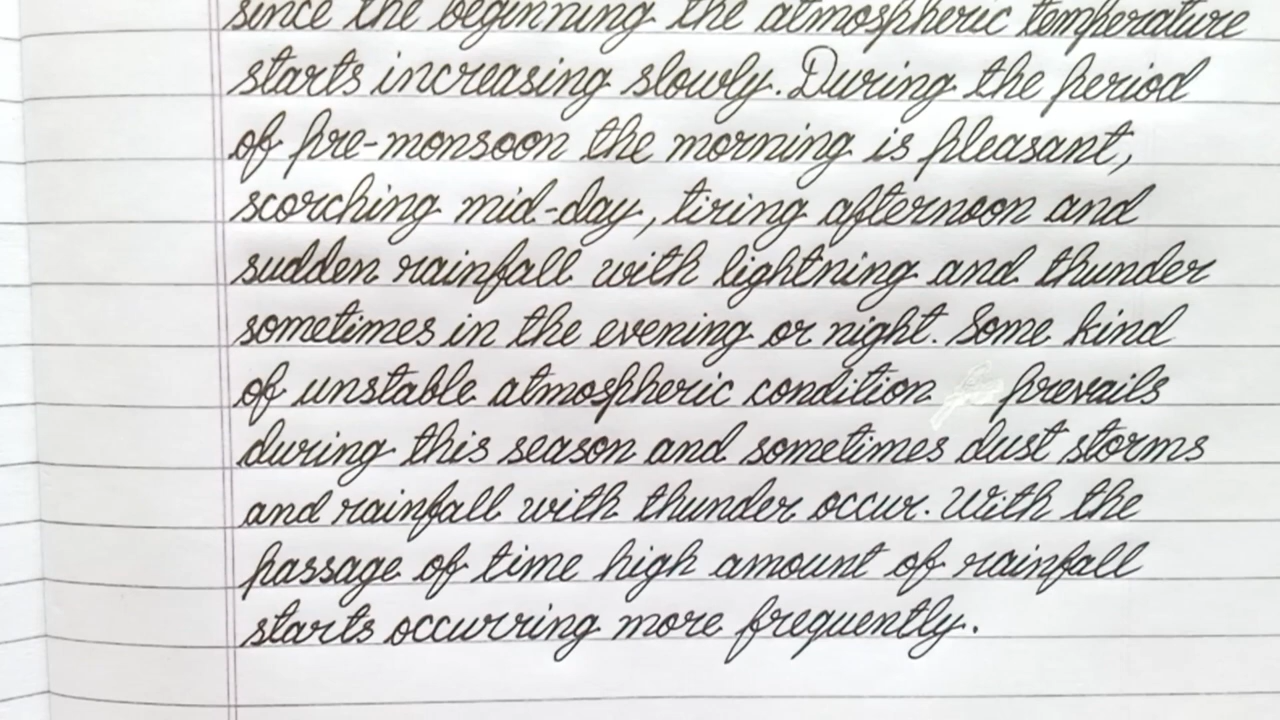 since the beginning the atmospheric temperature
starts increasing slowly. During the period
of pre-monsoon the morning is pleasant,
scorching mid-day, tiring afternoon and
sudden rainfall with lightning and thunder
sometimes in the evening or night. Some kind
of unstable atmospheric condition prevails
during this season and sometimes dust storms
and rainfall with thunder occur. With the
passage of time high amount of rainfall
starts occurring more frequently.